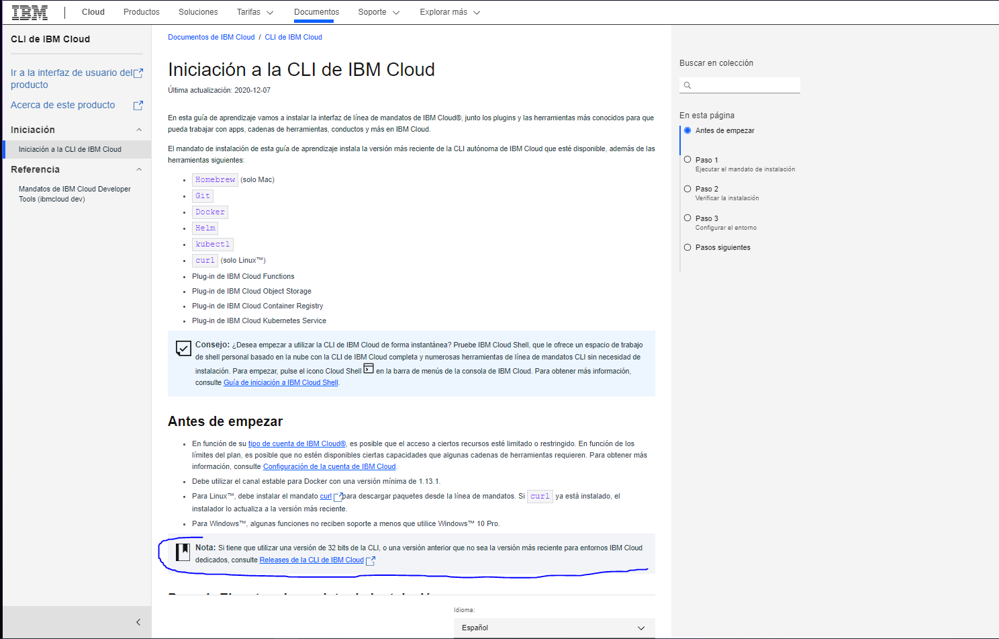 IBM Cloud Productos Soluciones Tarifas Documentos Soporte Explorar más
CLI de IBM Cloud
Ir a la interfaz de usuario del
producto
Acerca de este producto
Iniciación
Iniciación a la CLI de IBM Cloud
Referencia
Mandatos de IBM Cloud Developer
Tools (ibmcloud dev)
Documentos de IBM Cloud / CLI de IBM Cloud
Iniciación a la CLI de IBM Cloud
Última actualización: 2020-12-07
En esta guía de aprendizaje vamos a instalar la interfaz de línea de mandatos de IBM Cloud®, junto los plugins y las herramientas más conocidos para que
pueda trabajar con apps, cadenas de herramientas, conductos y más en IBM Cloud.
El mandato de instalación de esta guía de aprendizaje instala la versión más reciente de la CLI autónoma de IBM Cloud que esté disponible, además de las
herramientas siguientes:
• Homebrew (solo Mac)
• Git
• Docker
• Helm
• kubectl
• curl (solo Linux™)
• Plug-in de IBM Cloud Functions
• Plug-in de IBM Cloud Object Storage
• Plug-in de IBM Cloud Container Registry
• Plug-in de IBM Cloud Kubernetes Service
Consejo: ¿Desea empezar a utilizar la CLI de IBM Cloud de forma instantánea? Pruebe IBM Cloud Shell, que le ofrece un espacio de trabajo
de shell personal basado en la nube con la CLI de IBM Cloud completa y numerosas herramientas de línea de mandatos CLI sin necesidad de
instalación. Para empezar, pulse el icono Cloud Shell en la barra de menús de la consola de IBM Cloud. Para obtener más información,
consulte Guía de iniciación a IBM Cloud Shell.
Antes de empezar
• En función de su tipo de cuenta de IBM Cloud®, es posible que el acceso a ciertos recursos esté limitado o restringido. En función de los
límites del plan, es posible que no estén disponibles ciertas capacidades que algunas cadenas de herramientas requieren. Para obtener más
información, consulte Configuración de la cuenta de IBM Cloud.
• Debe utilizar el canal estable para Docker con una versión mínima de 1.13.1.
• Para Linux™, debe instalar el mandato curl para descargar paquetes desde la línea de mandatos. Si curl ya está instalado, el
instalador lo actualiza a la versión más reciente.
• Para Windows™, algunas funciones no reciben soporte a menos que utilice Windows™ 10 Pro.
Nota: Si tiene que utilizar una versión de 32 bits de la CLI, o una versión anterior que no sea la versión más reciente para entornos IBM Cloud
dedicados, consulte Releases de la CLI de IBM Cloud
Idioma:
Español
Buscar en colección
En esta página
Antes de empezar
Paso 1
Ejecutar el mandato de instalación
Paso 2
Verificar la instalación
Paso 3
Configurar el entorno
Pasos siguientes